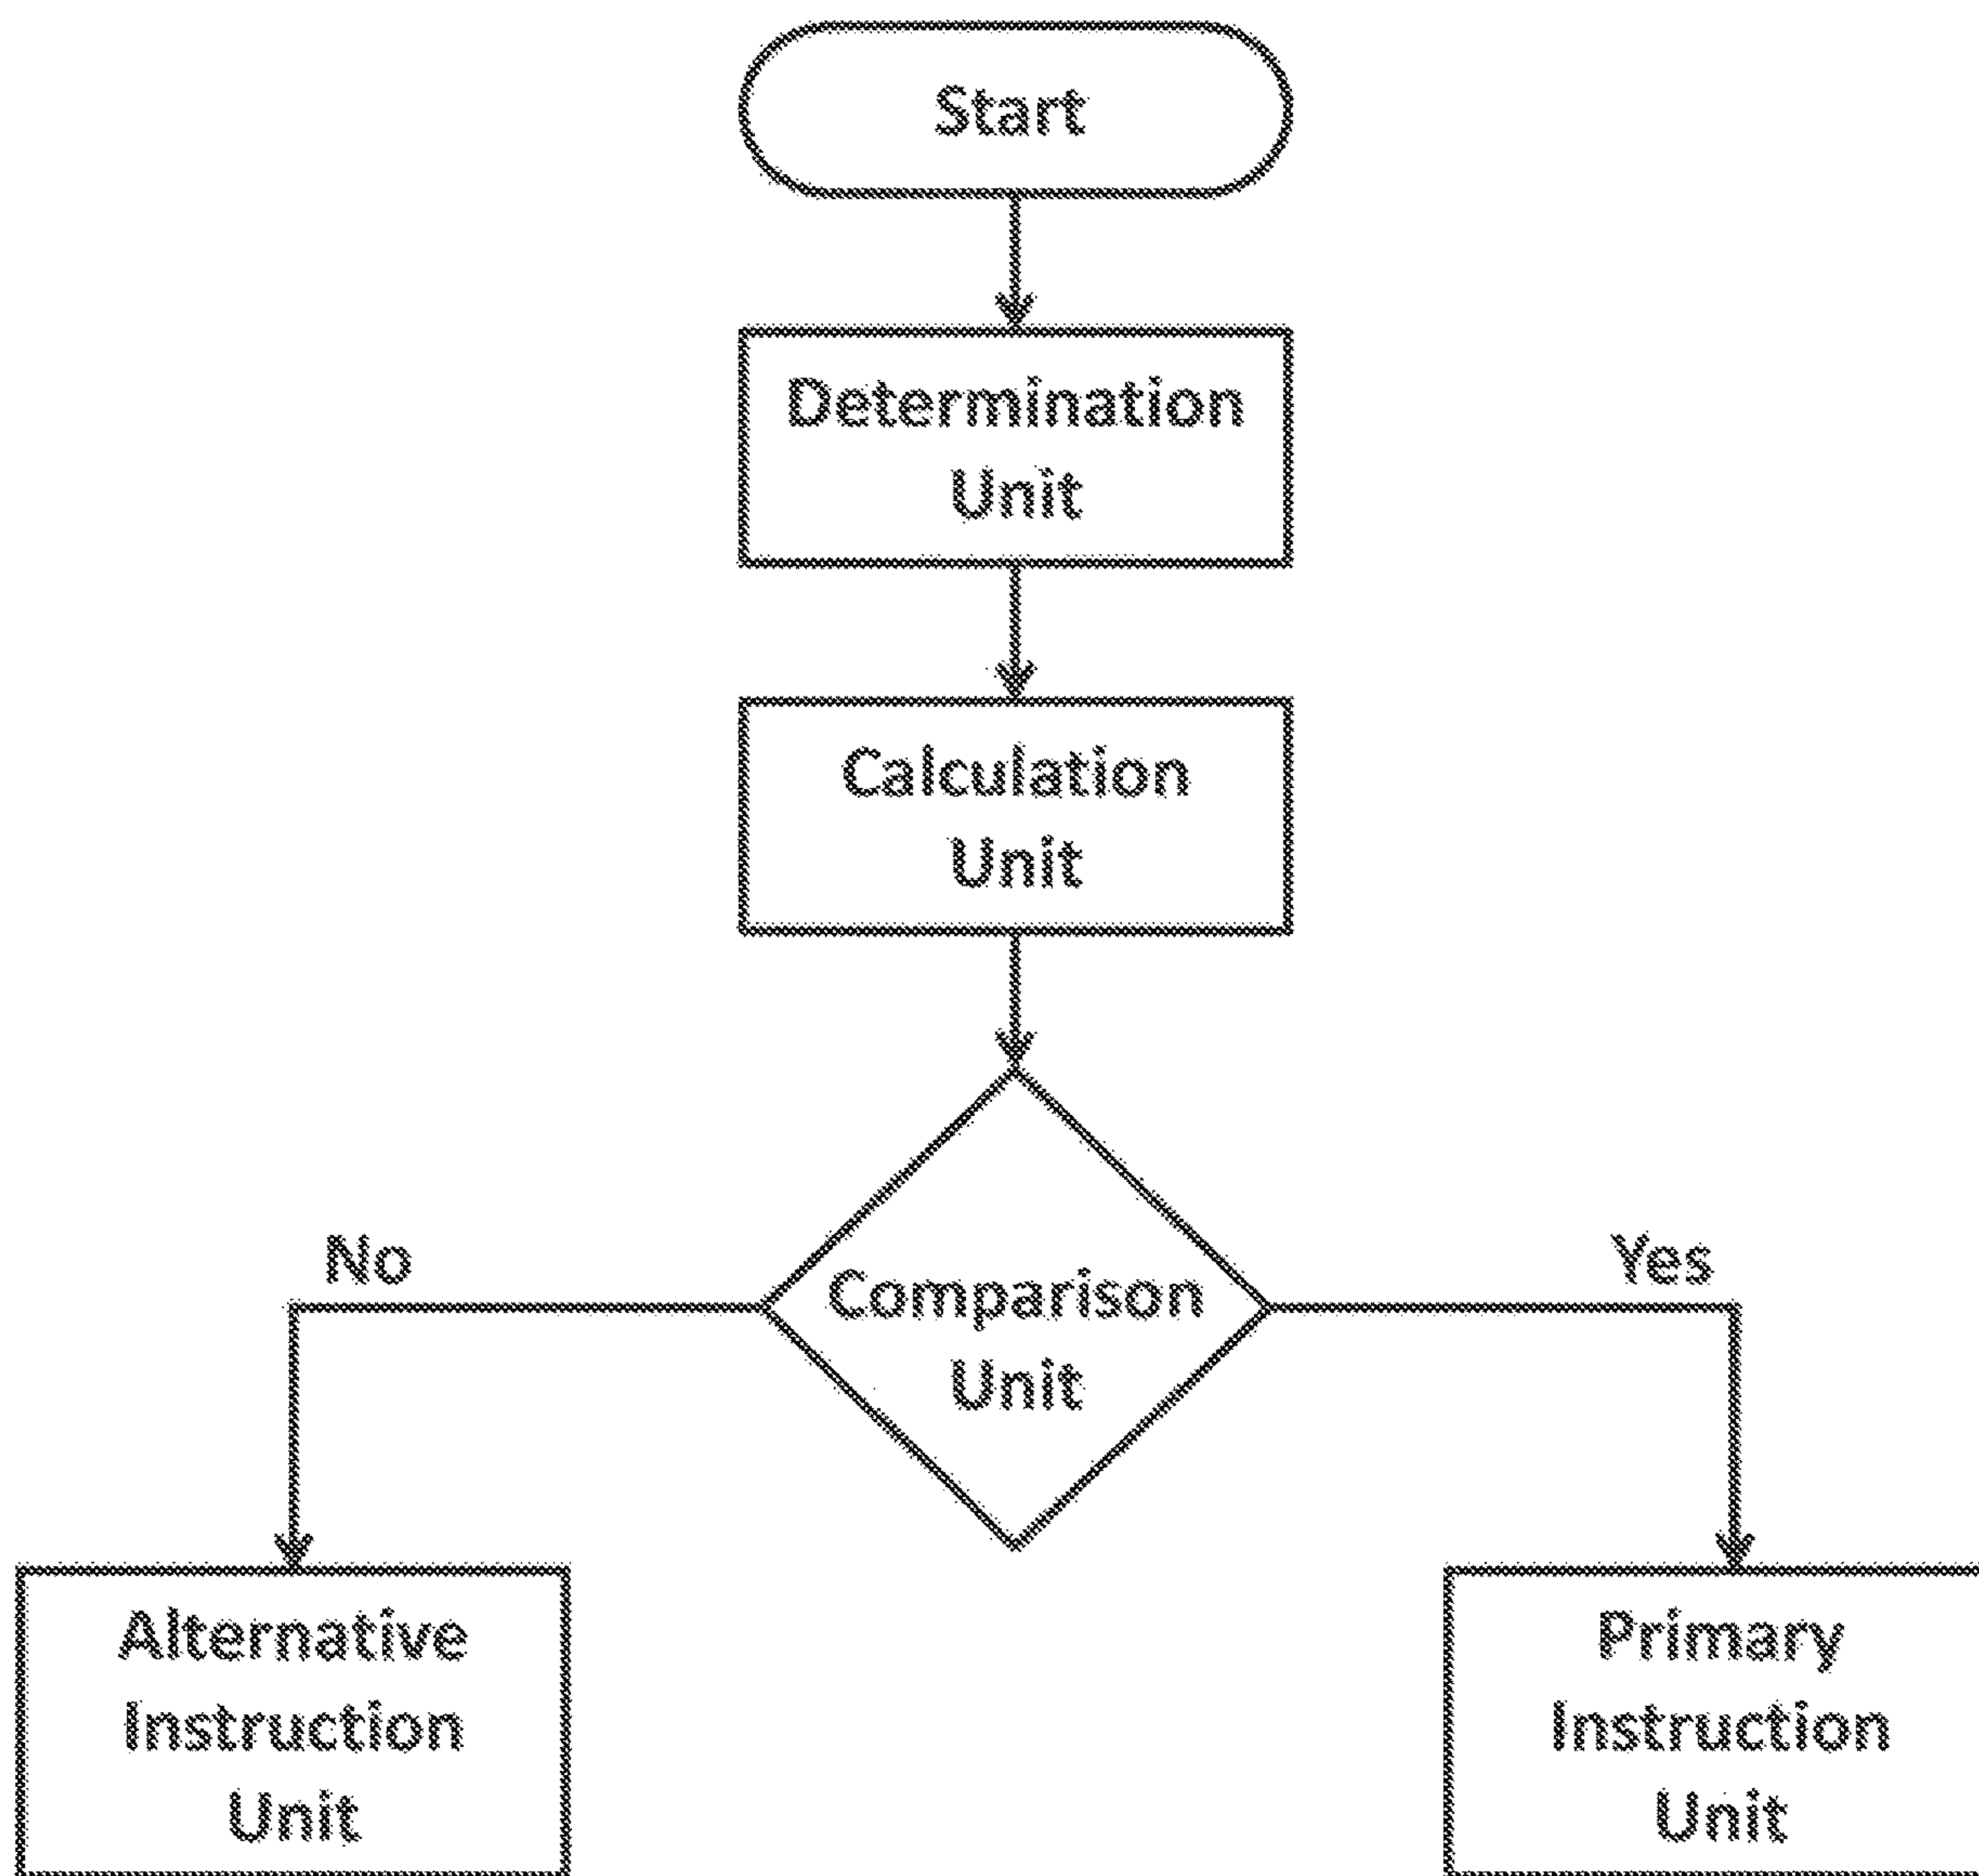 Start
Determination
Unit
Calculation
Unit
No
Yes
Comparison
Unit
Alternative
Instruction
Unit
Primary
Instruction
Unit